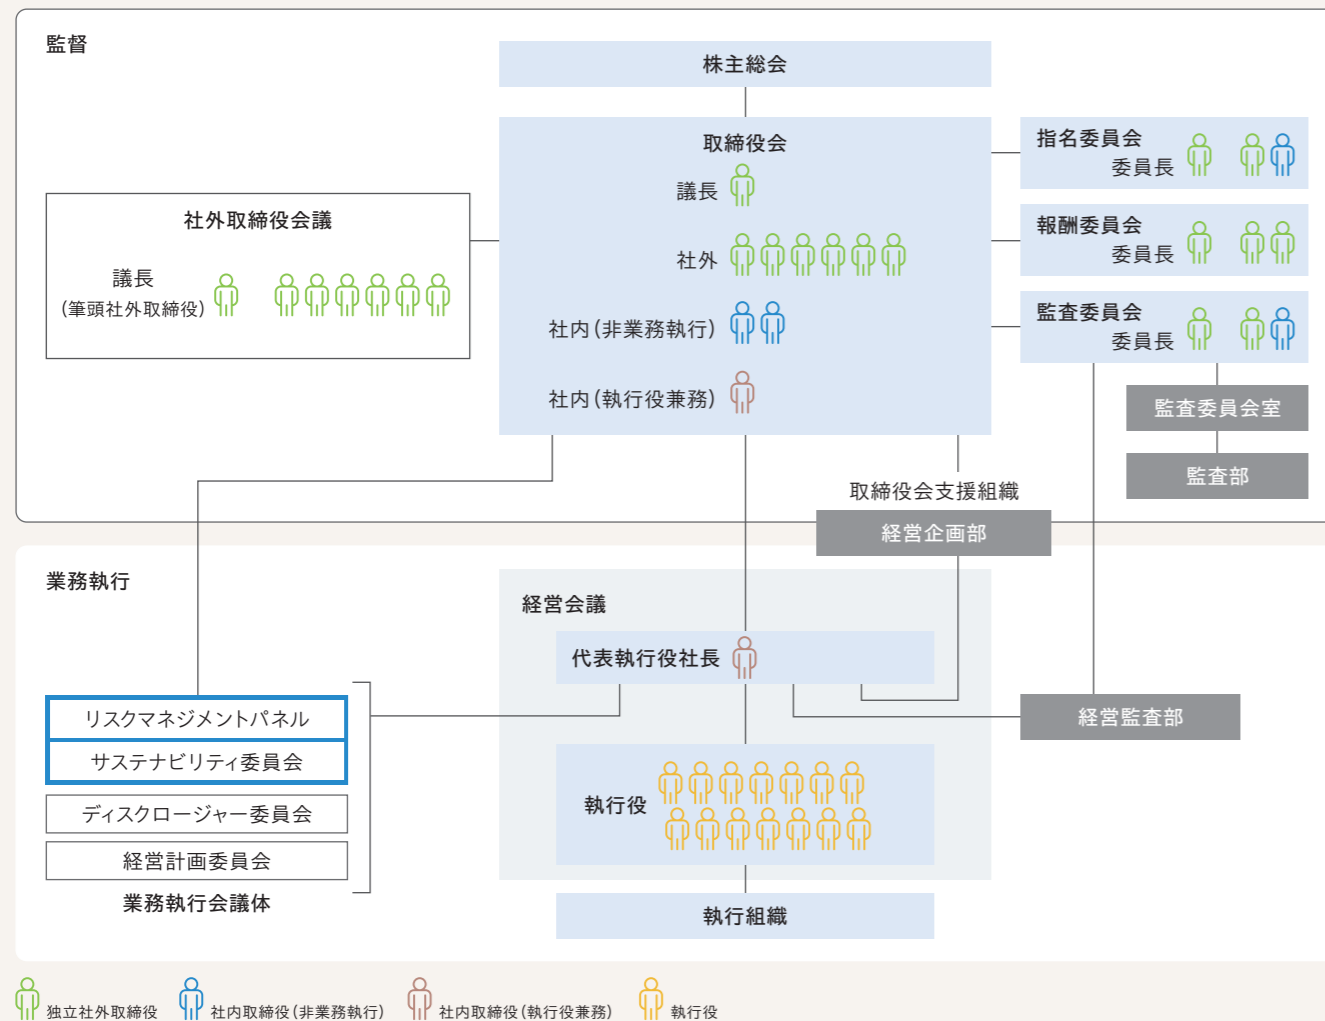 監督
株主総会
取締役会
議長
社外
社内(非業務執行)
社内(執行役兼務)
社外取締役会議
議長
(筆頭社外取締役)
指名委員会
委員長
報酬委員会
委員長
監査委員会
委員長
監査委員会室
監査部
取締役会支援組織
経営企画部
業務執行
経営会議
代表執行役社長
執行役
執行組織
経営監査部
リスクマネジメントパネル
サステナビリティ委員会
ディスクロージャー委員会
経営計画委員会
業務執行会議体
独立社外取締役
社内取締役(非業務執行)
社内取締役(執行役兼務)
執行役